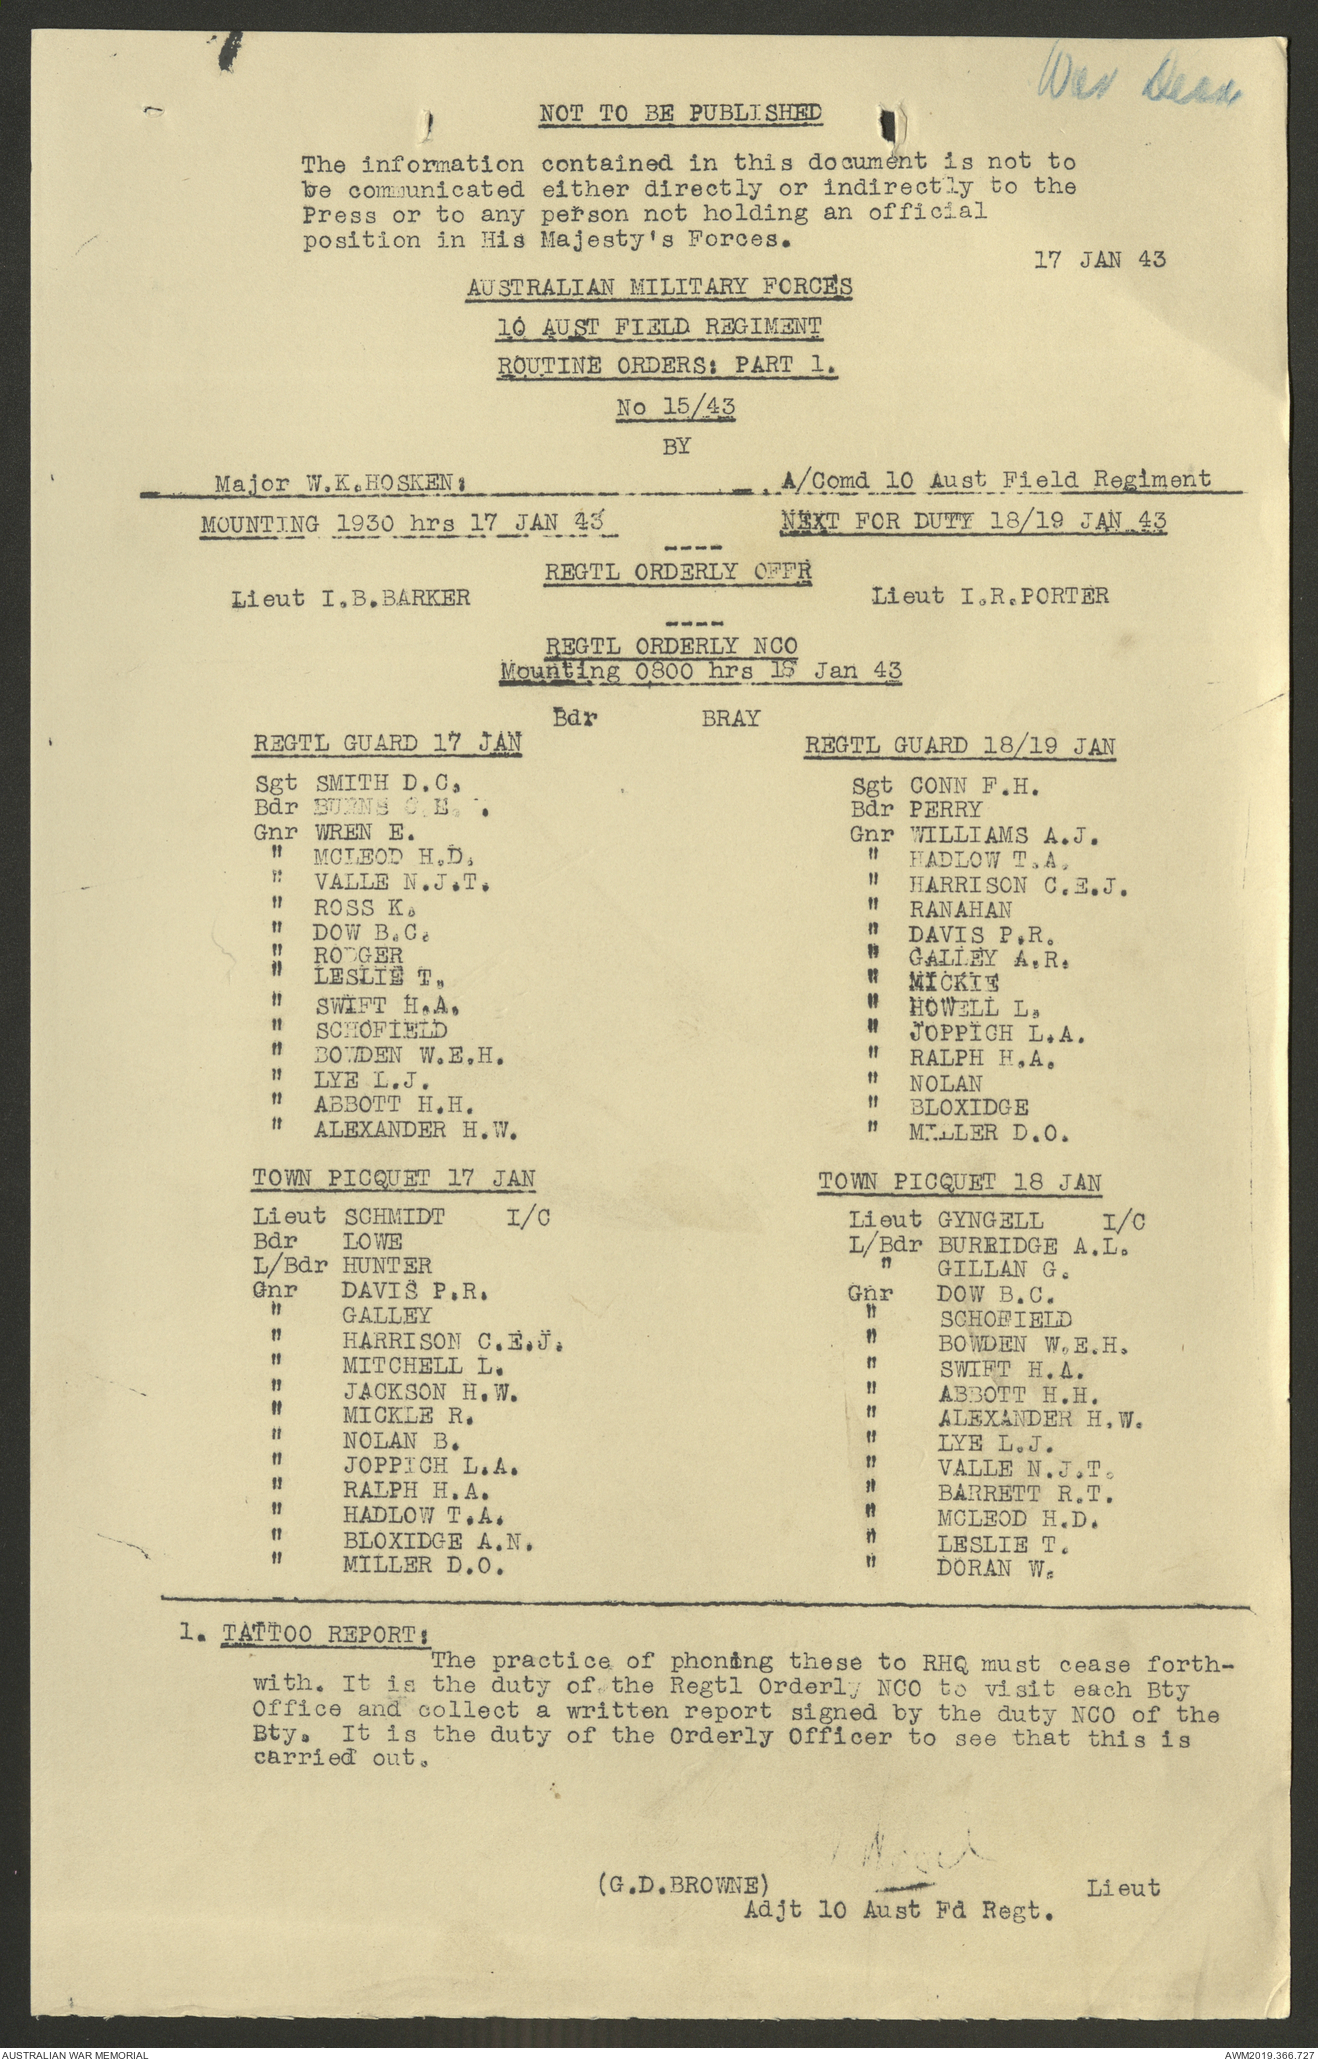 NOT TO BE PUBLISHED
The information contained in this document is not to
be communicated either directly or indirectly to the
Press or to any person not holding an official
position in His Majesty's Forces.
17 JAN 43
AUSTRALIAN MILITARY FORCES
10 AUST FIELD REGIMENT
ROUTINE ORDERS: PART 1.
No 15/43
BY
Major W.K.HOSKEN: A/Comd 10 Aust Field Regiment
MOUNTING 1930 hrs 17 JAN 43 NEXT FOR DUTY 18/19 JAN 43
----
REGTL ORDERLY OFFR
Lieut I.B.BARKER Lieut I.R.PORTER
----
REGTL ORDERLY NCO
Mounting 0800 hrs 18 Jan 43
Bdr BRAY
REGTL GUARD 17 JAN
Sgt SMITH D.C.
Bdr BURNS C.E.
Gnr WREN E.
" MCLEOD H.D.
" VALLE N.J.T.
" ROSS K.
" DOW B.C.
" RODGER
" LESLIE T.
" SWIFT H.A.
" SCHOFIELD
" BOWDEN W.E.H.
" LYE L.J.
" ABBOTT H.H.
" ALEXANDER H.W.
REGTL GUARD 18/19 JAN
Sgt CONN F.H.
Bdr PERRY
Gnr WILLIAMS A.J.
" HADLOW T.A.
" HARRISON C.E.J.
" RANAHAN
" DAVIS P.R.
" GALLEY A.R.
" MICKIE
" HOWELL L.
" JOPPICH L.A.
" RALPH H.A.
" NOLAN
" BLOXIDGE
" MILLER D.O.
TOWN PICQUET 17 JAN
Lieut SCHMIDT I/C
Bdr LOWE
L/Bdr HUNTER
Gnr DAVIS P.R.
" GALLEY
" HARRISON C.E.J.
" MITCHELL L.
" JACKSON H.W.
" MICKLE R.
" NOLAN B.
" JOPPICH L.A.
" RALPH H.A.
" HADLOW T.A.
" BLOXIDGE A.N.
" MILLER D.O.
TOWN PICQUET 18 JAN
Lieut GYNGELL I/C
L/Bdr BURRIDGE A.L.
" GILLAN G.
Gnr DOW B.C.
" SCHOFIELD
" BOWDEN W.E.H.
" SWIFT H.A.
" ABBOTT H.H.
" ALEXANDER H.W.
" LYE L.J.
" VALLE N.J.T.
" BARRETT R.T.
" MCLEOD H.D.
" LESLIE T.
" DORAN W.
1. TATTOO REPORT:
The practice of phoning these to RHQ must cease forth-
with. It is the duty of the Regtl Orderly NCO to visit each Bty
Office and collect a written report signed by the duty NCO of the
Bty. It is the duty of the Orderly Officer to see that this is
carried out.
(G.D.BROWNE) Lieut
Adjt 10 Aust Fd Regt.
AUSTRALIAN WAR MEMORIAL AWM2019.366.727